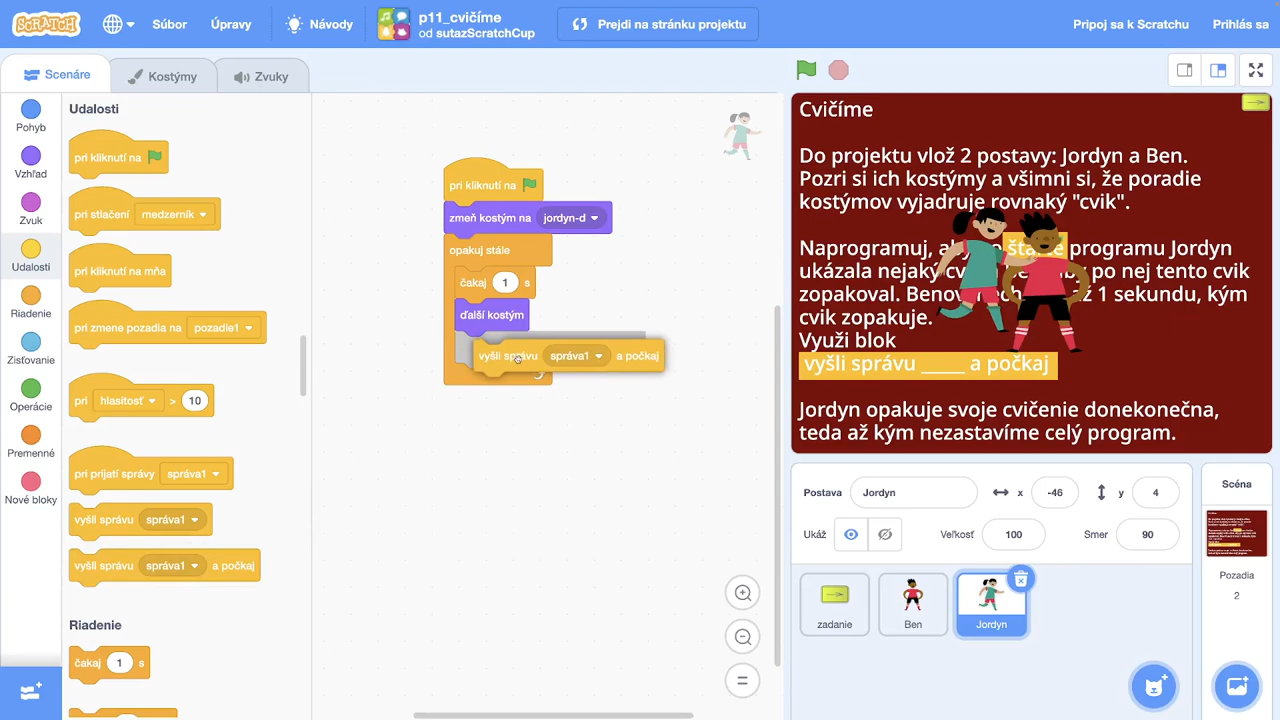 SCRATCH
Súbor
Úpravy
Návody
p11_cvičíme
od sutazScratchCup
Prejdi na stránku projektu
Pripoj sa k Scratchu
Prihlás sa
Scenáre
Kostýmy
Zvuky
Pohyb
Vzhľad
Zvuk
Udalosti
Riadenie
Zisťovanie
Operácie
Premenné
Nové bloky
Udalosti
pri kliknutí na
pri stlačení medzerník
pri kliknutí na mňa
pri zmene pozadia na pozadie1
pri hlasitosť > 10
pri prijatí správy správa1
vyšli správu správa1
vyšli správu správa1 a počkaj
Riadenie
čakaj 1 s
pri kliknutí na
zmeň kostým na jordyn-d
opakuj stále
čakaj 1 s
ďalší kostým
vyšli správu správa1 a počkaj
Cvičíme
Do projektu vlož 2 postavy: Jordyn a Ben.
Pozri si ich kostýmy a všimni si, že poradie
kostýmov vyjadruje rovnaký "cvik".
Naprogramuj, programu Jordyn
ukázala nejaký po nej tento cvik
zopakoval. až 1 sekundu, kým
cvik zopakuje.
Využi blok
vyšli správu _____ a počkaj
Jordyn opakuje svoje cvičenie donekonečna,
teda až kým nezastavíme celý program.
Postava Jordyn x -46 y 4
Ukáž Veľkosť 100 Smer 90
zadanie
Ben
Jordyn
Scéna
Pozadia
2